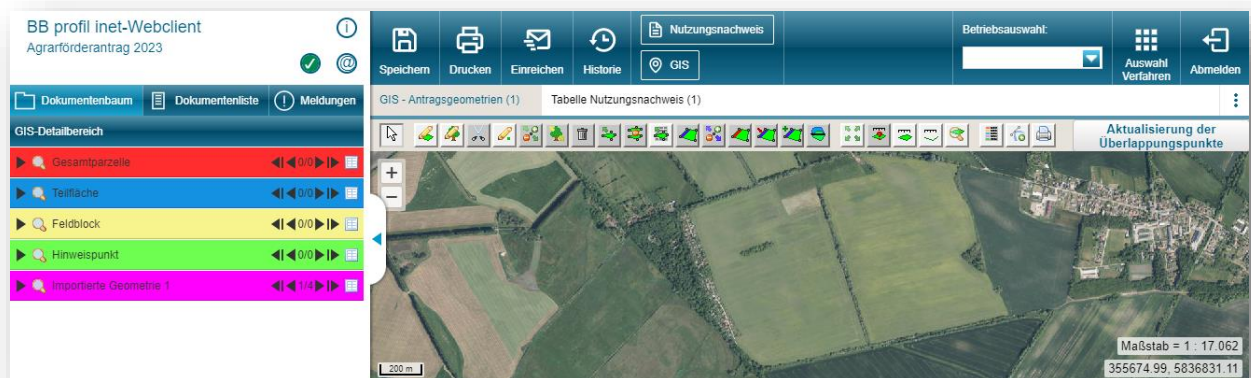 BB profil inet-Webclient
Agrarförderantrag 2023
Speichern
Drucken
Einreichen
Historie
Nutzungsnachweis
GIS
Betriebsauswahl:
Auswahl
Verfahren
Abmelden
Dokumentenbaum
Dokumentenliste
Meldungen
GIS - Antragsgeometrien (1)
Tabelle Nutzungsnachweis (1)
GIS-Detailbereich
Aktualisierung der
Überlappungspunkte
Gesamtparzelle 0/0
Teilfläche 0/0
Feldblock 0/0
Hinweispunkt 0/0
Importierte Geometrie 1 1/4
+
−
Maßstab = 1 : 17.062
200 m
355674.99, 5836831.11